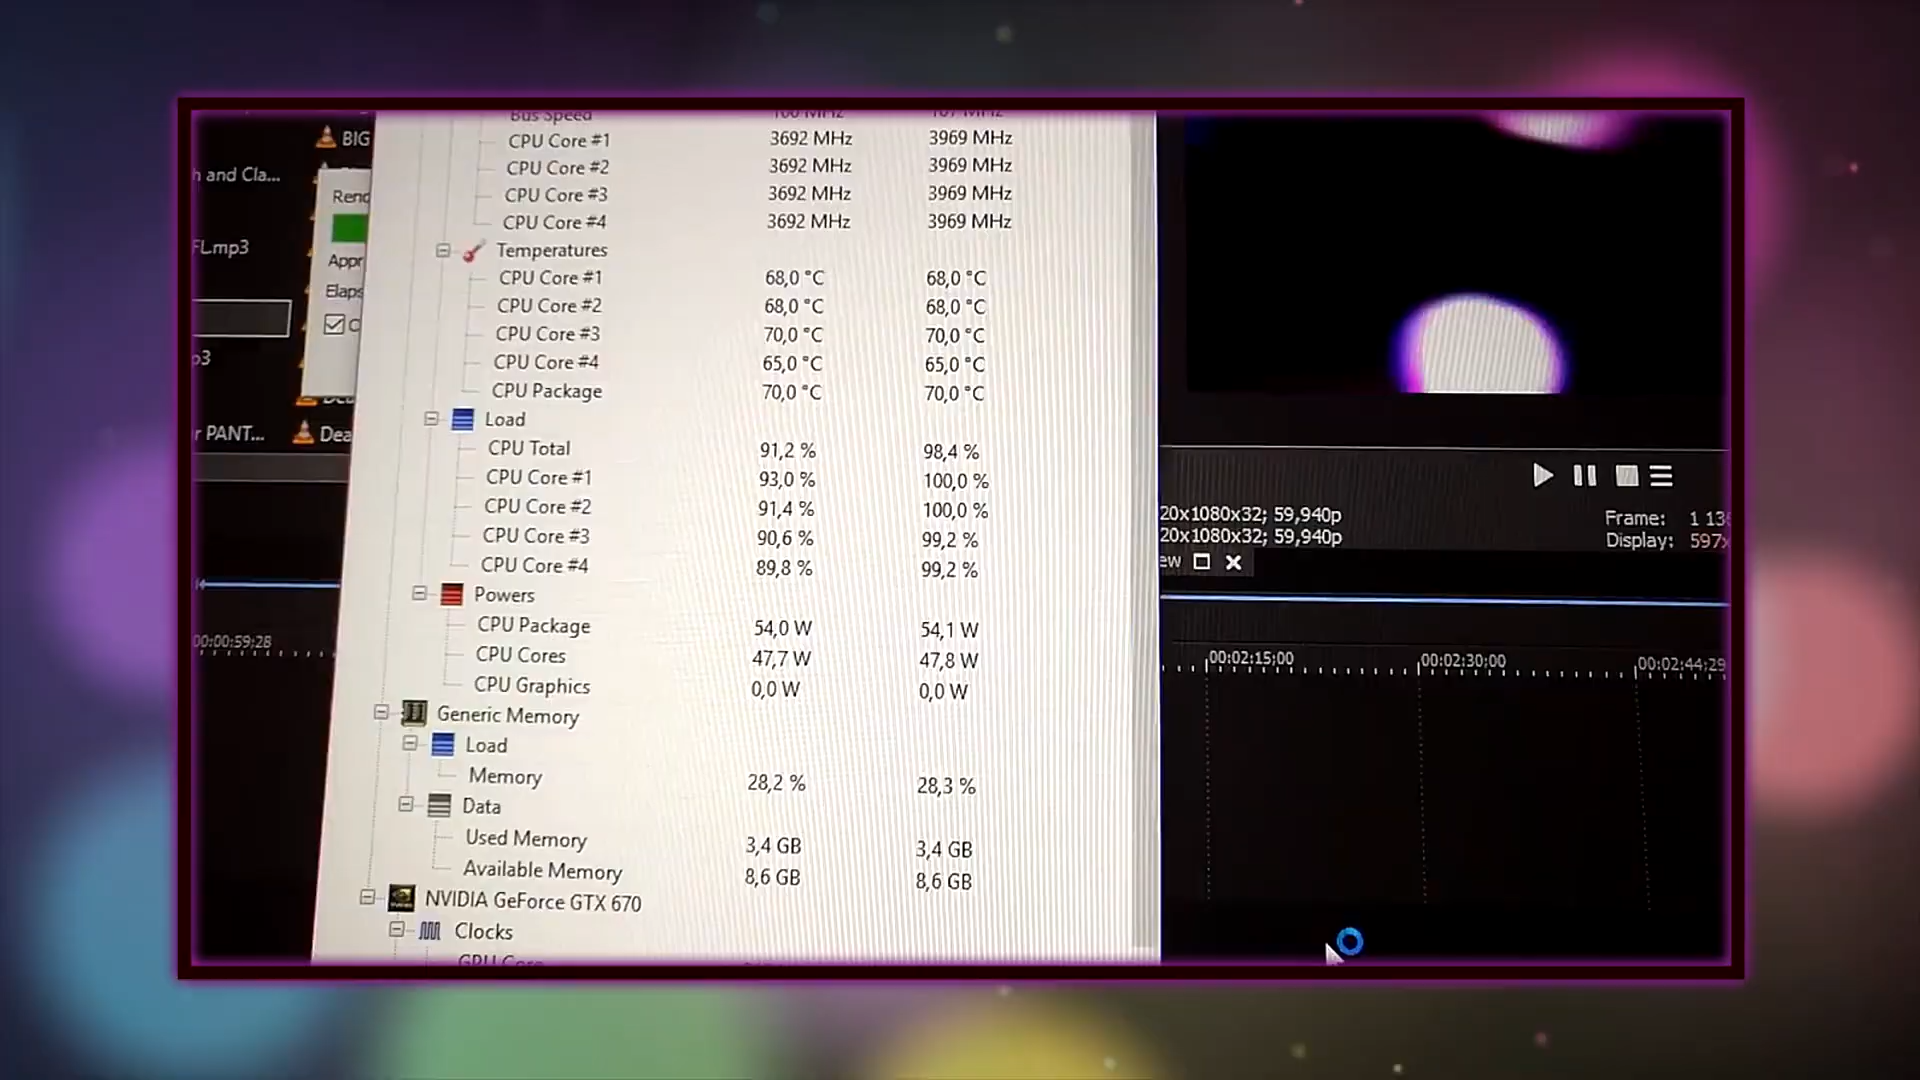 BIG
h and Cla...
Rend
FL.mp3
Appr
Elaps
p3
r PANT...
Dea
00:00:59;28
Bus Speed
CPU Core #1 3692 MHz 3969 MHz
CPU Core #2 3692 MHz 3969 MHz
CPU Core #3 3692 MHz 3969 MHz
CPU Core #4 3692 MHz 3969 MHz
Temperatures
CPU Core #1 68,0 °C 68,0 °C
CPU Core #2 68,0 °C 68,0 °C
CPU Core #3 70,0 °C 70,0 °C
CPU Core #4 65,0 °C 65,0 °C
CPU Package 70,0 °C 70,0 °C
Load
CPU Total 91,2 % 98,4 %
CPU Core #1 93,0 % 100,0 %
CPU Core #2 91,4 % 100,0 %
CPU Core #3 90,6 % 99,2 %
CPU Core #4 89,8 % 99,2 %
Powers
CPU Package 54,0 W 54,1 W
CPU Cores 47,7 W 47,8 W
CPU Graphics 0,0 W 0,0 W
Generic Memory
Load
Memory 28,2 % 28,3 %
Data
Used Memory 3,4 GB 3,4 GB
Available Memory 8,6 GB 8,6 GB
NVIDIA GeForce GTX 670
Clocks
GPU Core
20x1080x32; 59,940p
20x1080x32; 59,940p
Frame: 1 13
Display: 597x
ew
00:02:15;00 00:02:30;00 00:02:44;29